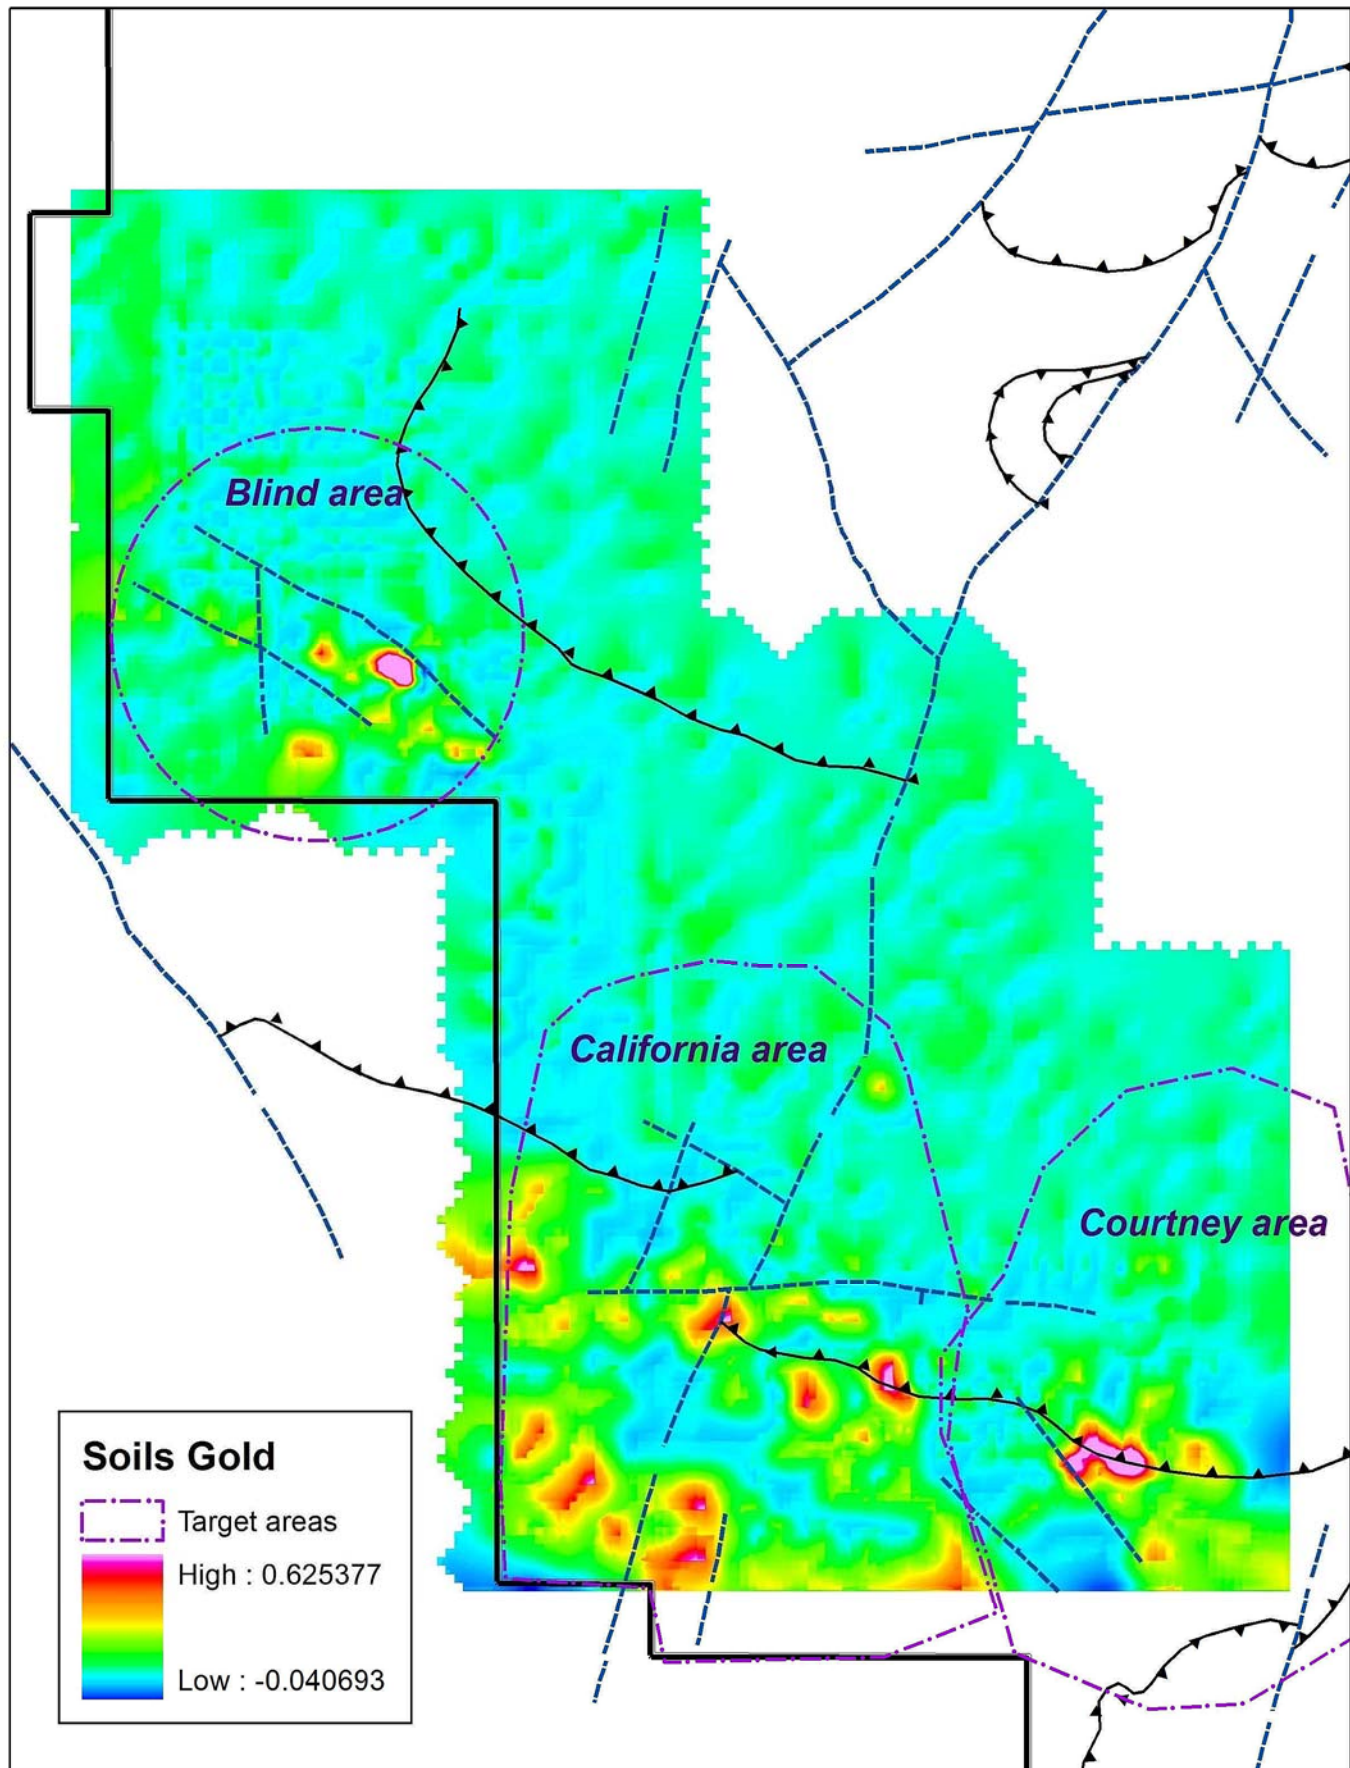 Blind area
California area
Courtney area
Soils Gold
Target areas
High : 0.625377
Low : -0.040693